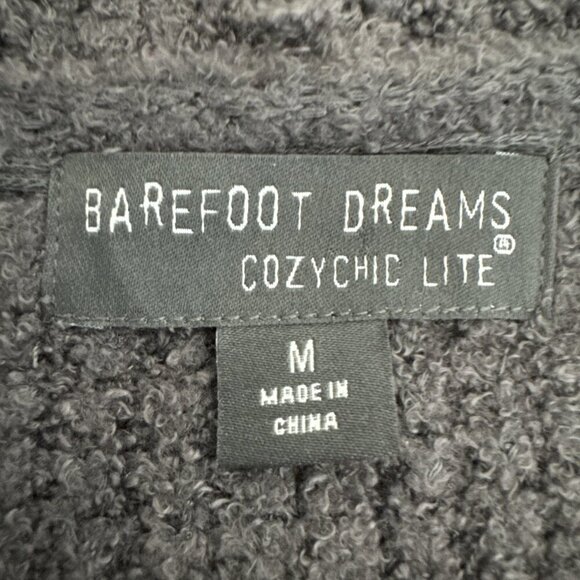 BAREFOOT DREAMS
COZYCHIC LITE®
M
MADE IN
CHINA